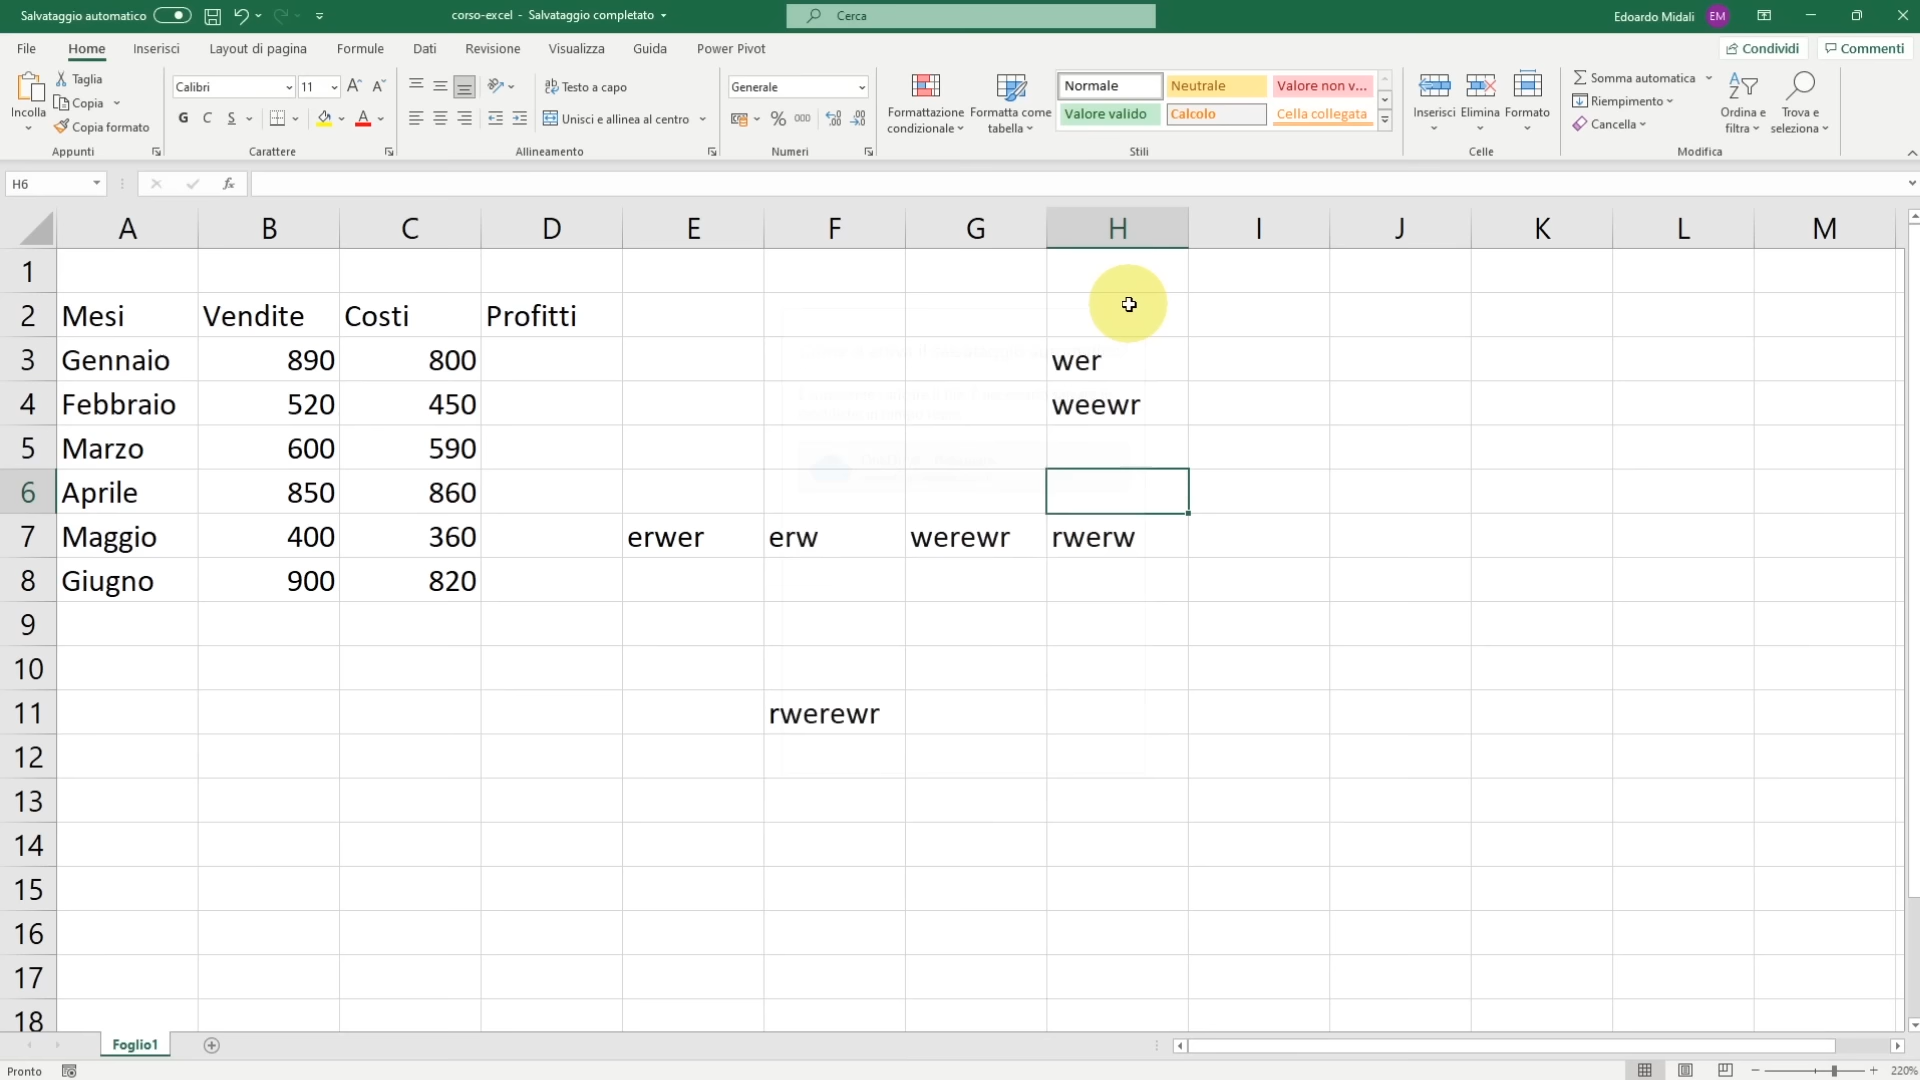 Salvataggio automatico
corso-excel - Salvataggio completato
Cerca
Edoardo Midali EM
File Home Inserisci Layout di pagina Formule Dati Revisione Visualizza Guida Power Pivot
Condividi Commenti
Incolla
Taglia
Copia
Copia formato
Appunti
Calibri 11
G C S
Carattere
Testo a capo
Unisci e allinea al centro
Allineamento
Generale
% 000
Numeri
Formattazione condizionale
Formatta come tabella
Normale Neutrale Valore non v...
Valore valido Calcolo Cella collegata
Stili
Inserisci Elimina Formato
Celle
Somma automatica
Riempimento
Cancella
Ordina e filtra
Trova e seleziona
Modifica
H6 fx
A B C D E F G H I J K L M
1
2 Mesi Vendite Costi Profitti
3 Gennaio 890 800 wer
4 Febbraio 520 450 weewr
5 Marzo 600 590
6 Aprile 850 860
7 Maggio 400 360 erwer erw werewr rwerw
8 Giugno 900 820
9
10
11 rwerewr
12
13
14
15
16
17
18
Foglio1
Pronto
220%